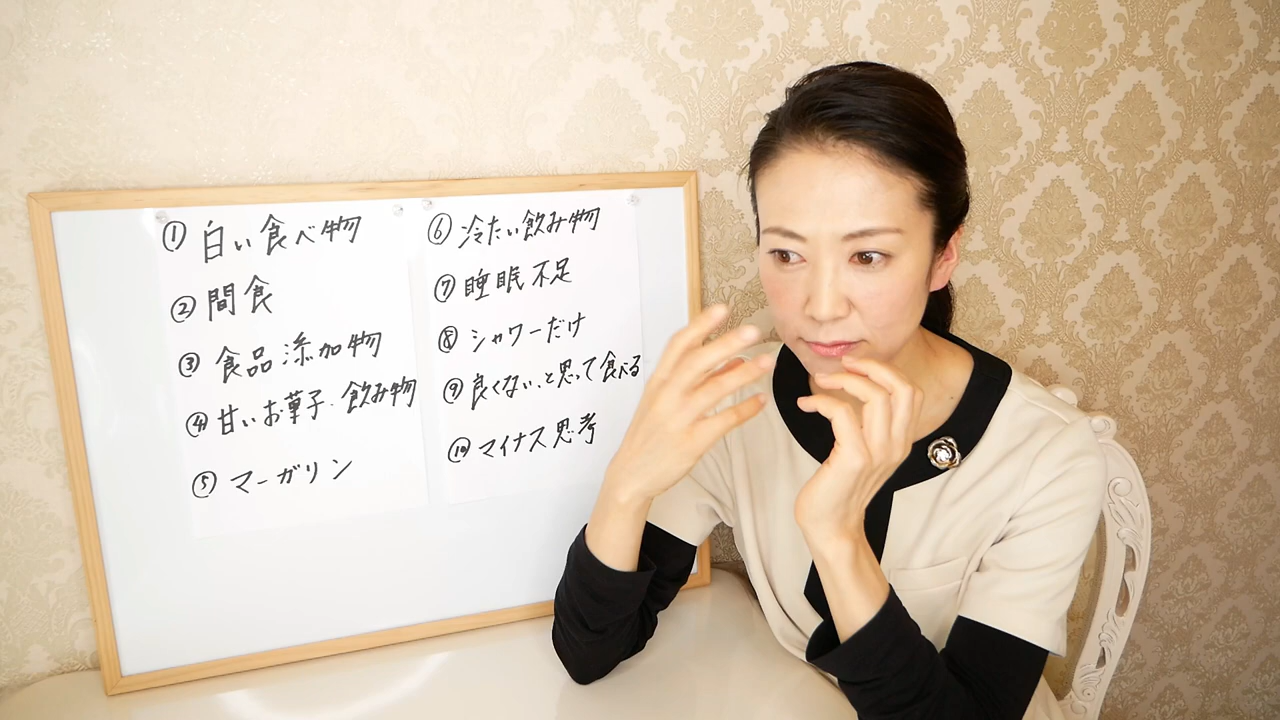 ① 白い食べ物
② 間食
③ 食品添加物
④ 甘いお菓子・飲み物
⑤ マーガリン
⑥ 冷たい飲み物
⑦ 睡眠不足
⑧ シャワーだけ
⑨ 良くない、と思って食べる
⑩ マイナス思考